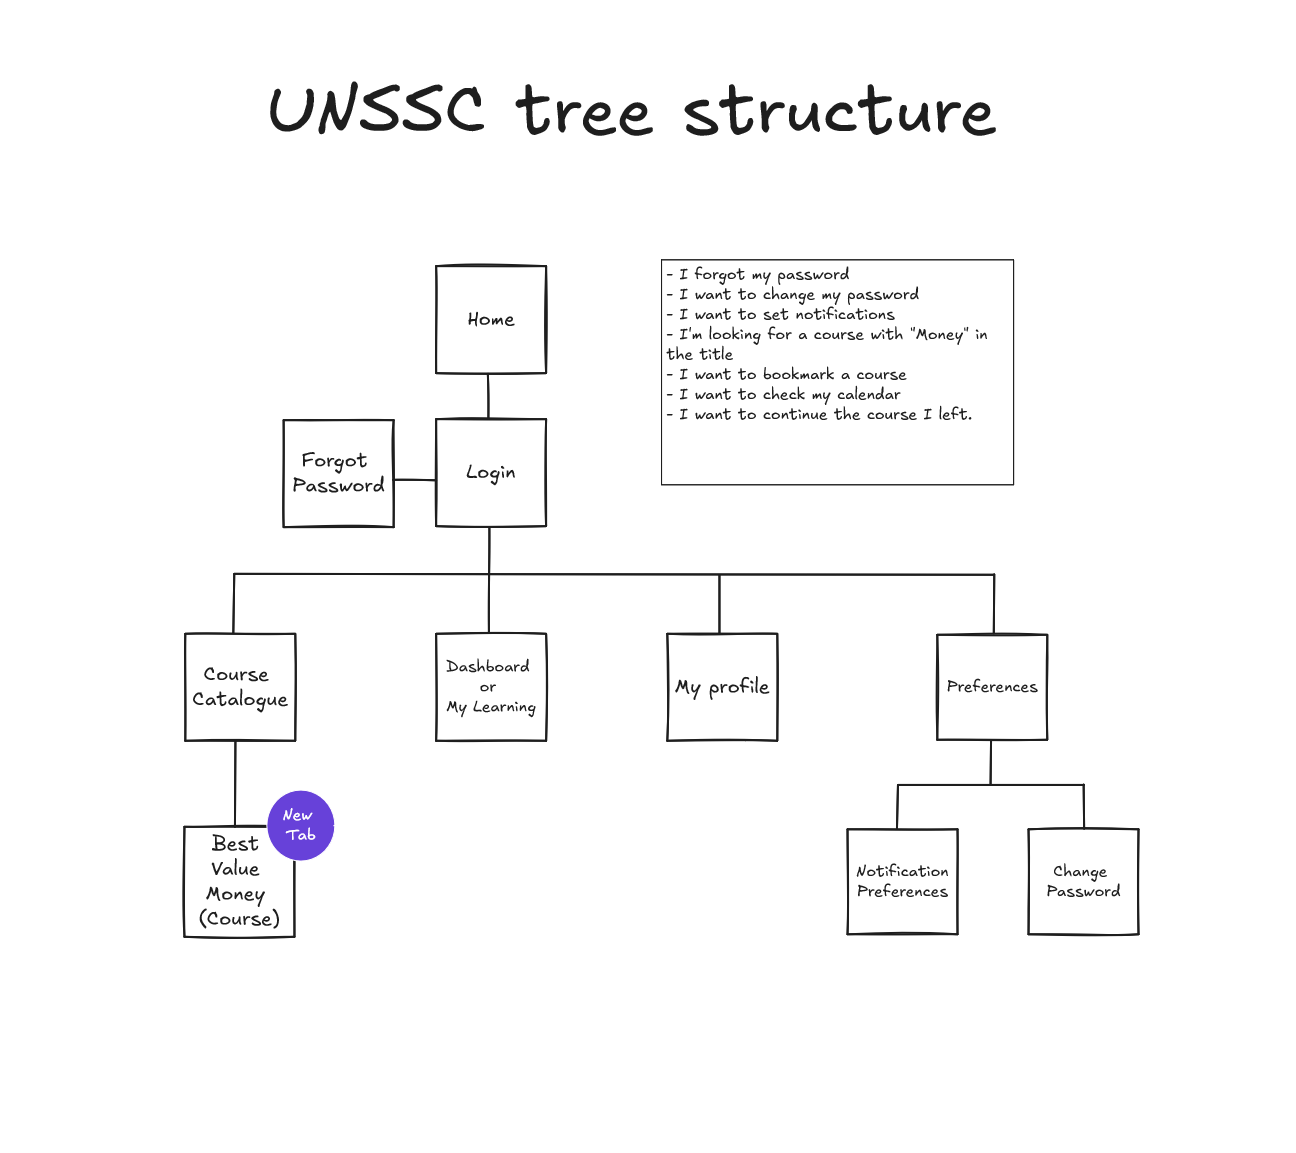 UNSSC tree structure
Home
- I forgot my password
- I want to change my password
- I want to set notifications
- I'm looking for a course with "Money" in
the title
- I want to bookmark a course
- I want to check my calendar
- I want to continue the course I left.
Forgot
Password
Login
Course
Catalogue
Dashboard
or
My Learning
My profile
Preferences
New
Tab
Best
Value
Money
(Course)
Notification
Preferences
Change
Password